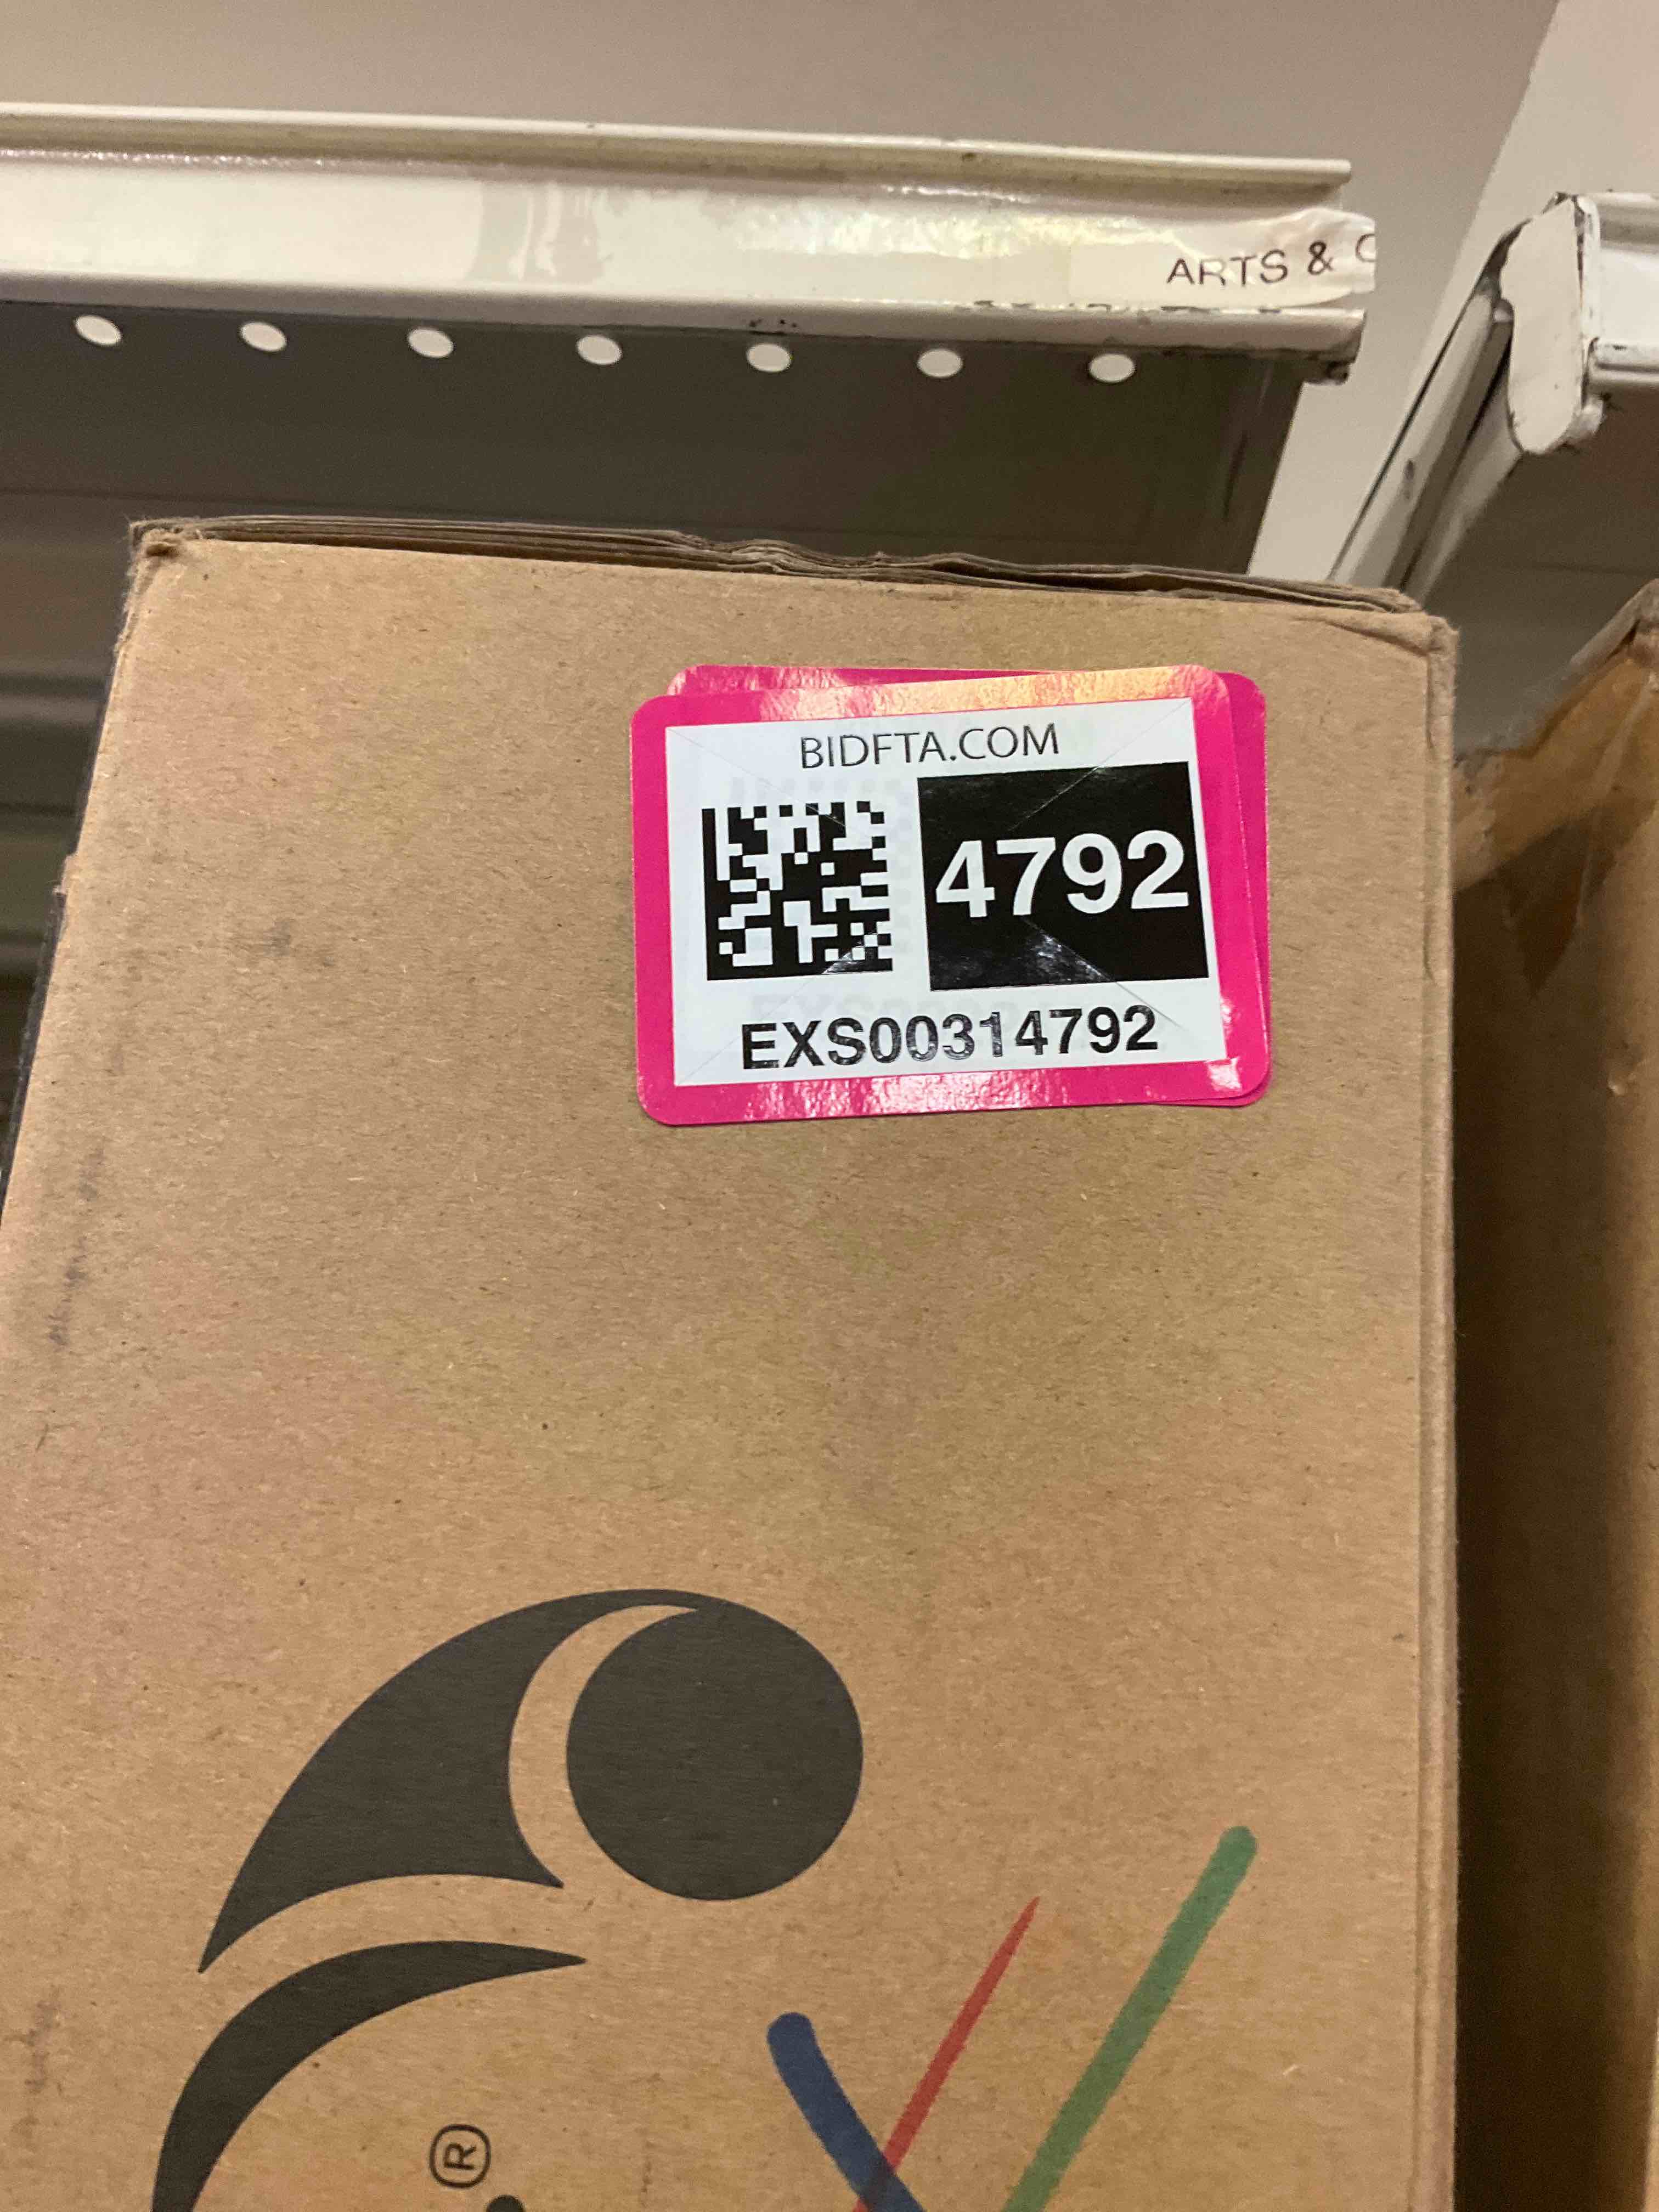 ARTS & C
BIDFTA.COM
4792
EXS00314792
®